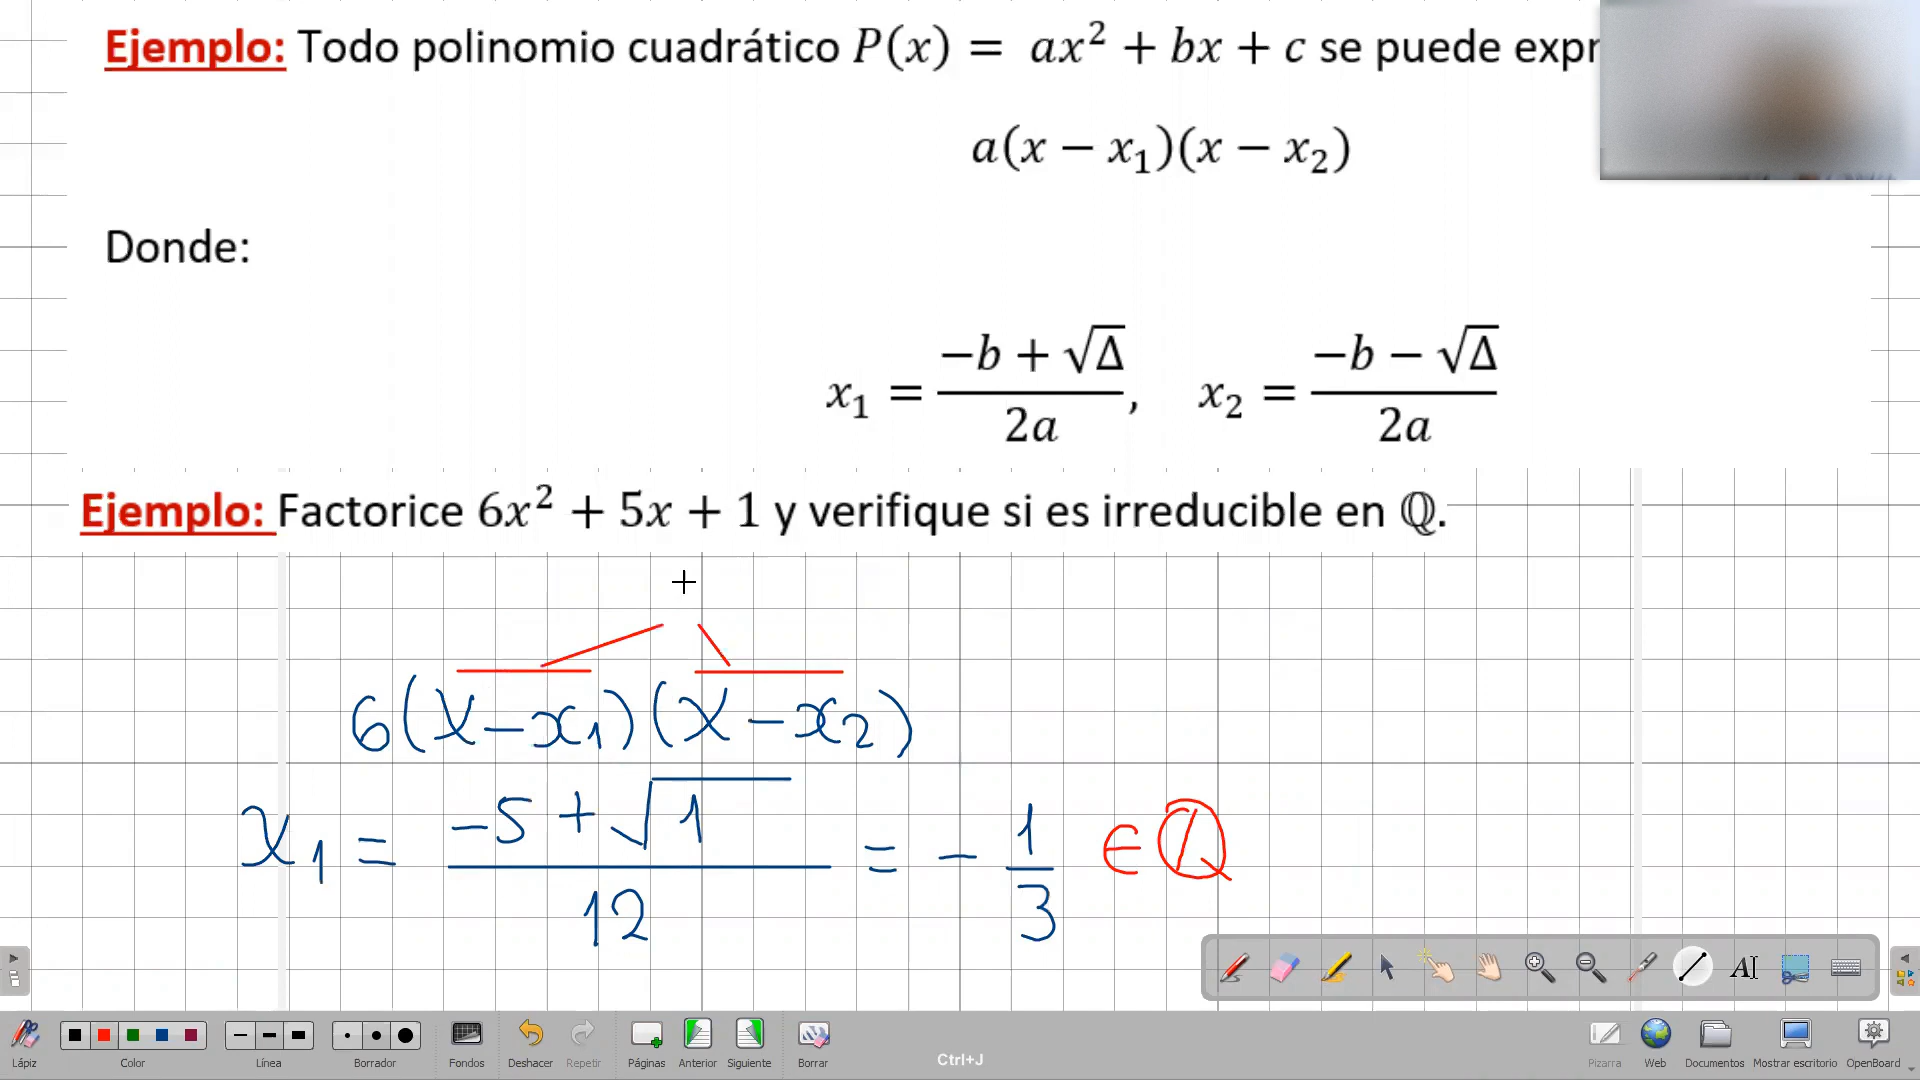 Ejemplo: Todo polinomio cuadrático P(x) = ax² + bx + c se puede expr
a(x − x₁)(x − x₂)
Donde:
x₁ = (−b + √Δ)/2a, x₂ = (−b − √Δ)/2a
Ejemplo: Factorice 6x² + 5x + 1 y verifique si es irreducible en ℚ.
6(x − x₁)(x − x₂)
x₁ = (−5 + √1)/12 = −1/3 ∈ ℚ
Lápiz Color Línea Borrador Fondos Deshacer Repetir Páginas Anterior Siguiente Borrar Ctrl+J Pizarra Web Documentos Mostrar escritorio OpenBoard